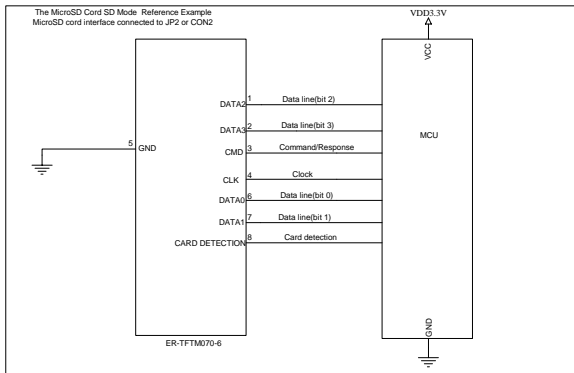 The MicroSD Cord SD Mode Reference Example
MicroSD cord interface connected to JP2 or CON2
VDD3.3V
VCC
1
DATA2
Data line(bit 2)
2
DATA3
Data line(bit 3)
MCU
5
GND
3
CMD
Command/Response
4
CLK
Clock
6
DATA0
Data line(bit 0)
7
DATA1
Data line(bit 1)
8
CARD DETECTION
Card detection
GND
ER-TFTM070-6